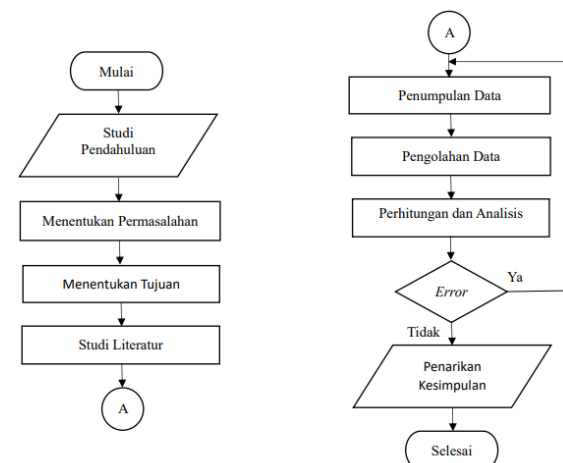 Mulai
Studi
Pendahuluan
Menentukan Permasalahan
Menentukan Tujuan
Studi Literatur
A
A
Penumpulan Data
Pengolahan Data
Perhitungan dan Analisis
Error
Ya
Tidak
Penarikan
Kesimpulan
Selesai